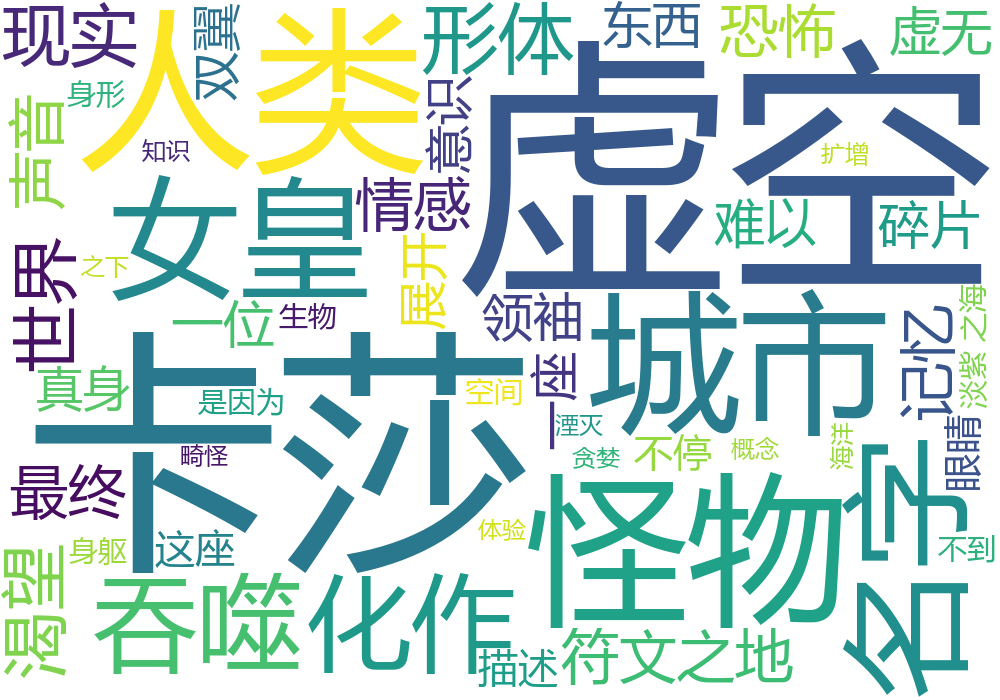 现实
双翼
人类
形体
东西
恐怖
虚无
身形
声音
知识
意识
虚空
扩增
女皇
情感
难以
碎片
世界
之下
展开
一位
生物
领袖
城市
记忆
之海
淡紫
真身
卡莎
是因为
空间
一座
湮灭
名字
眼睛
畸怪
贪婪
不停
概念
海洋
最终
怪物
体验
渴望
身躯
这座
不到
吞噬
化作
描述
符文之地